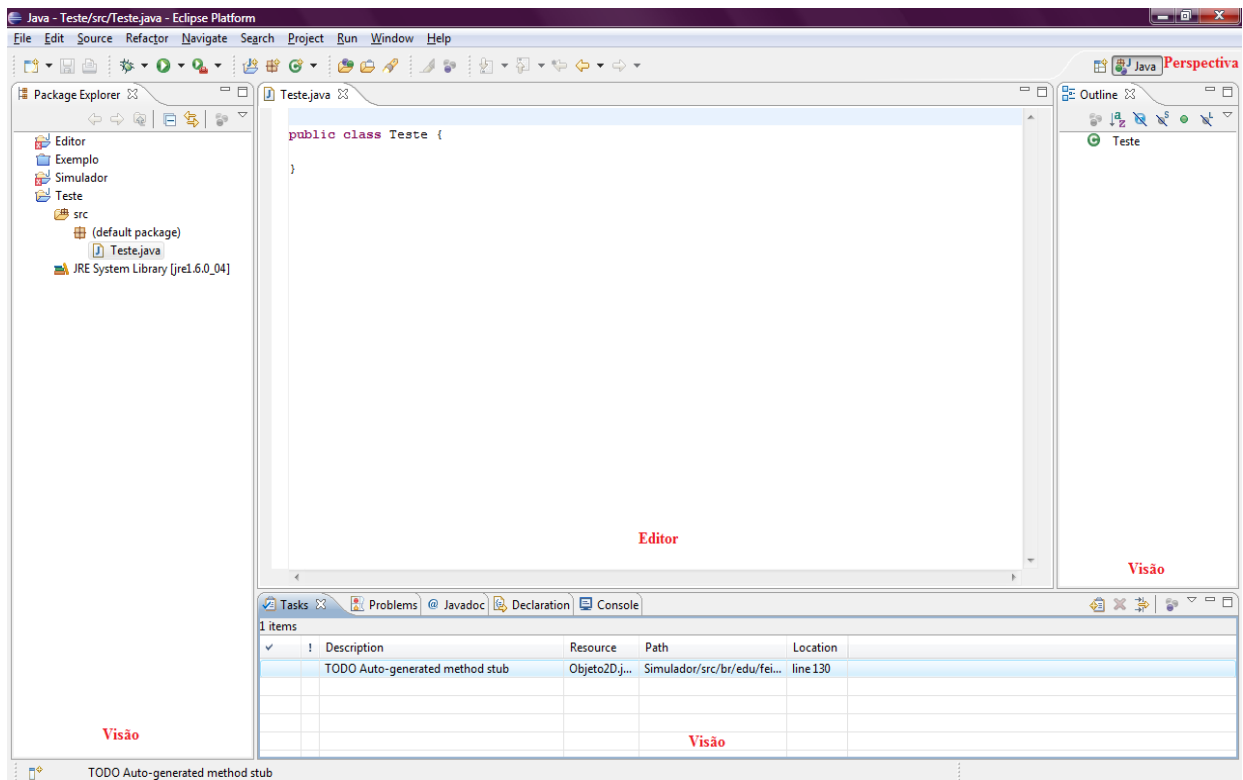 Java - Teste/src/Teste.java - Eclipse Platform
File Edit Source Refactor Navigate Search Project Run Window Help
Java Perspectiva
Package Explorer
Editor
Exemplo
Simulador
Teste
src
(default package)
Teste.java
JRE System Library [jre1.6.0_04]
Visão
Teste.java
public class Teste {
}
Editor
Outline
Teste
Visão
Tasks Problems @ Javadoc Declaration Console
1 items
! Description Resource Path Location
TODO Auto-generated method stub Objeto2D.j... Simulador/src/br/edu/fei... line 130
Visão
TODO Auto-generated method stub